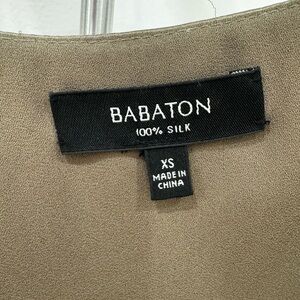 BABATON
100% SILK
XS
MADE IN
CHINA